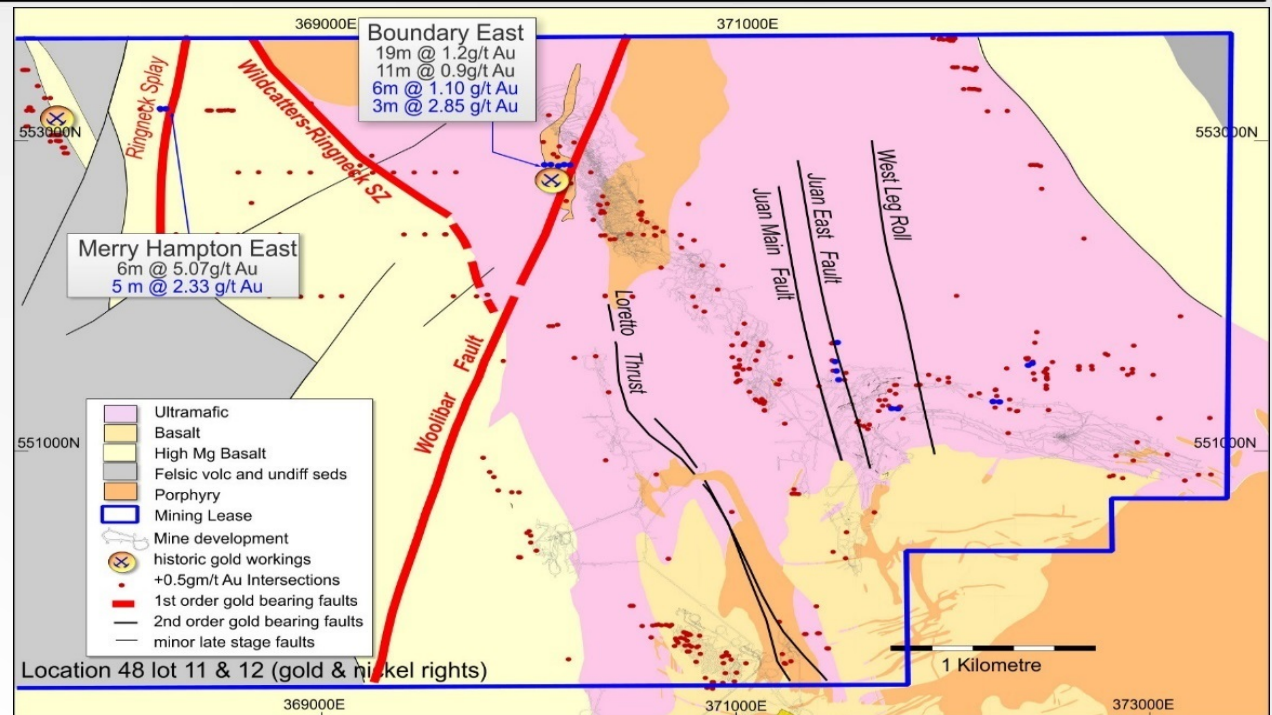 369000E
371000E
Boundary East
19m @ 1.2g/t Au
11m @ 0.9g/t Au
6m @ 1.10 g/t Au
3m @ 2.85 g/t Au
Ringneck Splay
Wildcatters-Ringneck SZ
553000N
553000N
West Leg Roll
Juan East Fault
Juan Main Fault
Merry Hampton East
6m @ 5.07g/t Au
5 m @ 2.33 g/t Au
Loretto Thrust
Woolibar Fault
551000N
551000N
Ultramafic
Basalt
High Mg Basalt
Felsic volc and undiff seds
Porphyry
Mining Lease
Mine development
historic gold workings
+0.5gm/t Au Intersections
1st order gold bearing faults
2nd order gold bearing faults
minor late stage faults
Location 48 lot 11 & 12 (gold & nickel rights)
1 Kilometre
369000E
371000E
373000E